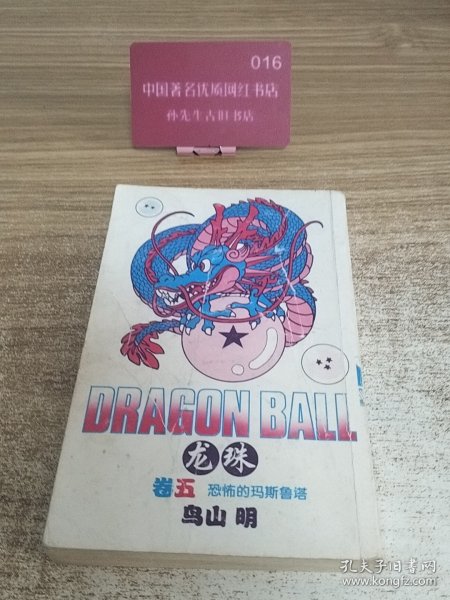 016
中国著名优质网红书店
孙先生古旧书店
DRAGON BALL
龙珠
卷五 恐怖的玛斯鲁塔
鸟山 明
孔夫子旧书网
www.kongfz.com